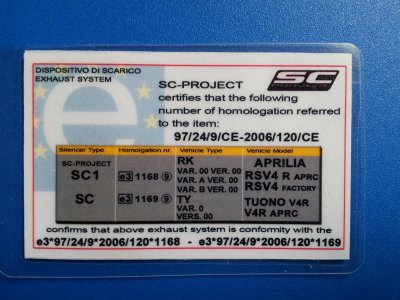 DISPOSITIVO DI SCARICO
EXHAUST SYSTEM
SC
SC-PROJECT
certifies that the following
number of homologation referred
to the item:
97/24/9/CE-2006/120/CE
Silencer Type Homolgation nr. Vehicle Type Vehicle Model
SC-PROJECT
SC1
SC
e3 1168 9
e3 1169 9
RK
VAR. 00 VER. 00
VAR. A VER. 00
VAR. B VER. 00
TY
VAR. 0
VERS. 00
APRILIA
RSV4 R APRC
RSV4 FACTORY
TUONO V4R
V4R APRC
confirms that above exhaust system is conformity with the
e3*97/24/9*2006/120*1168 - e3*97/24/9*2006/120*1169